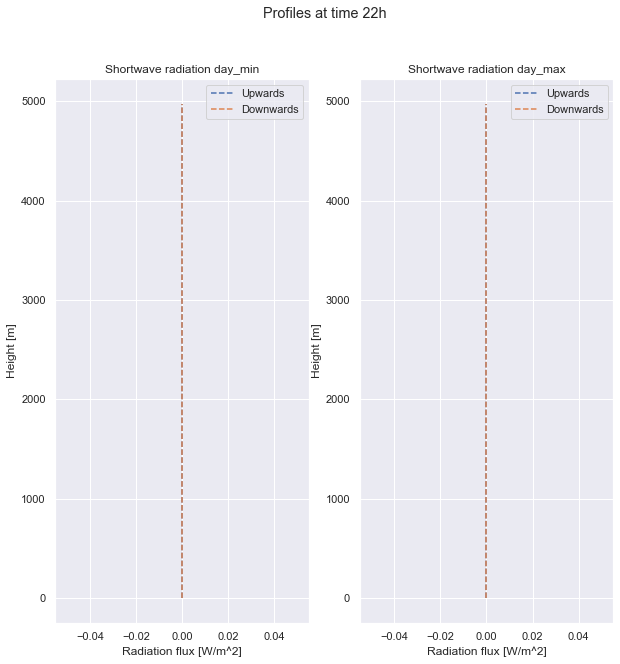 Profiles at time 22h
Shortwave radiation day_min
Upwards
Downwards
5000
4000
3000
2000
1000
0
Height [m]
−0.04 −0.02 0.00 0.02 0.04
Radiation flux [W/m^2]
Shortwave radiation day_max
Upwards
Downwards
5000
4000
3000
2000
1000
0
Height [m]
−0.04 −0.02 0.00 0.02 0.04
Radiation flux [W/m^2]